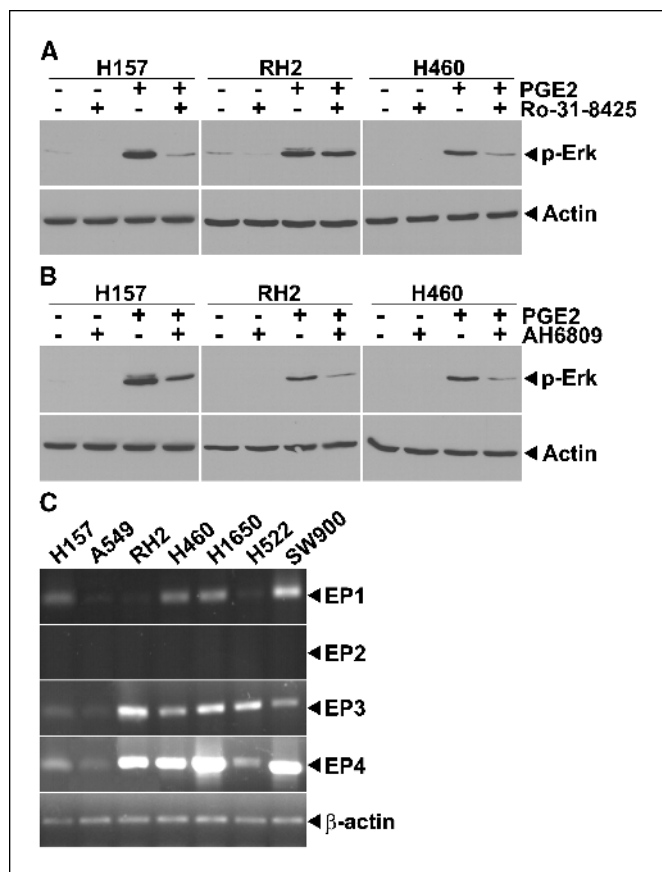 A
H157 RH2 H460
- - + + - - + + - - + + PGE2
- + - + - + - + - + - + Ro-31-8425
◄p-Erk
◄Actin
B
H157 RH2 H460
- - + + - - + + - - + + PGE2
- + - + - + - + - + - + AH6809
◄p-Erk
◄Actin
C
H157 A549 RH2 H460 H1650 H522 SW900
◄EP1
◄EP2
◄EP3
◄EP4
◄β-actin